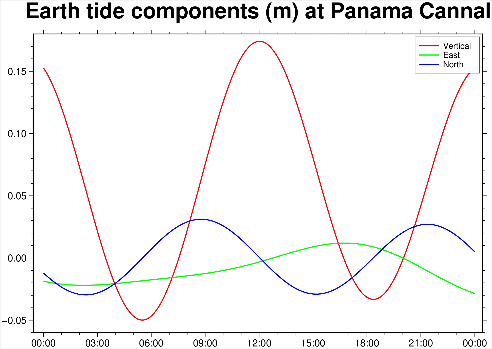 Earth tide components (m) at Panama Cannal
Vertical
East
North
0.15
0.10
0.05
0.00
−0.05
00:00 03:00 06:00 09:00 12:00 15:00 18:00 21:00 00:00